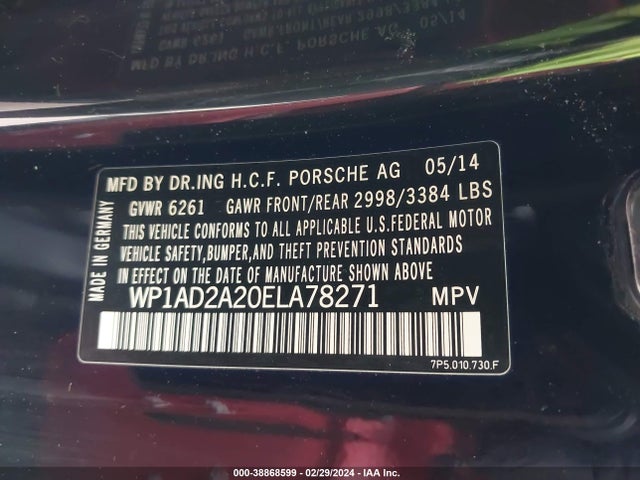 MFD BY DR.ING H.C.F. PORSCHE AG 05/14
GVWR 6261 GAWR FRONT/REAR 2998/3384 LBS
THIS VEHICLE CONFORMS TO ALL APPLICABLE U.S.FEDERAL MOTOR
VEHICLE SAFETY,BUMPER,AND THEFT PREVENTION STANDARDS
IN EFFECT ON THE DATE OF MANUFACTURE SHOWN ABOVE
WP1AD2A20ELA78271 MPV
MADE IN GERMANY
7P5.010.730.F
000-38868599 - 02/29/2024 - IAA Inc.